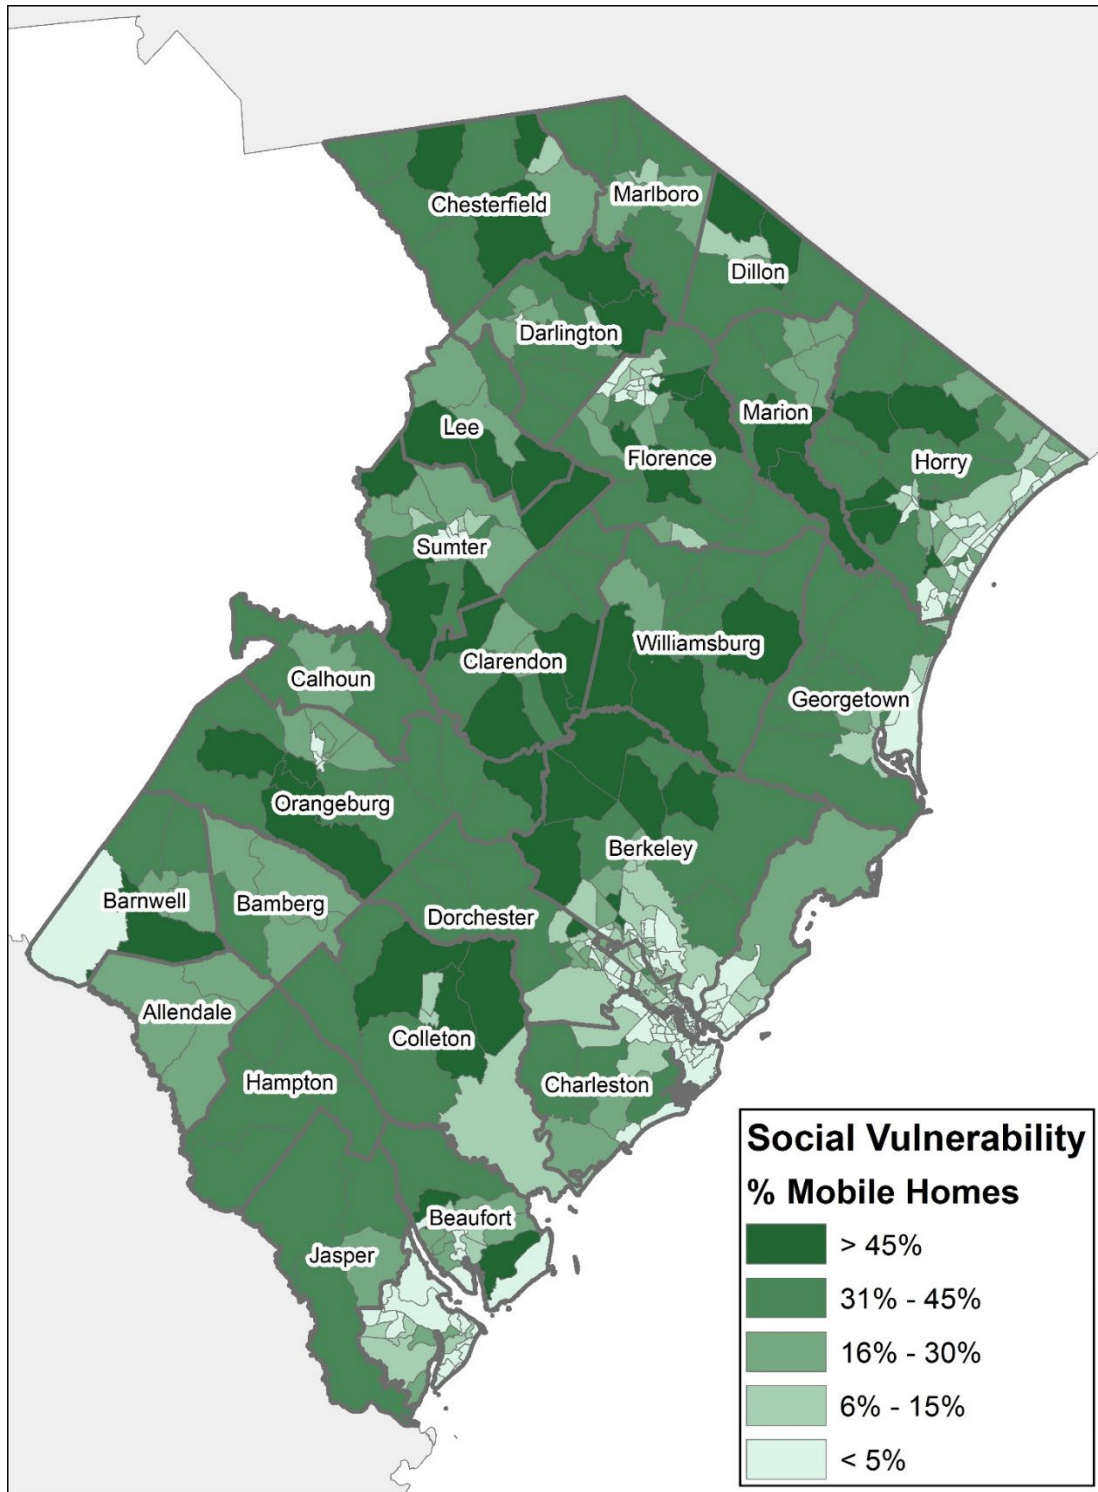 Chesterfield
Marlboro
Dillon
Darlington
Marion
Lee
Florence
Horry
Sumter
Williamsburg
Clarendon
Calhoun
Georgetown
Orangeburg
Berkeley
Barnwell
Bamberg
Dorchester
Allendale
Colleton
Hampton
Charleston
Beaufort
Jasper
Social Vulnerability
% Mobile Homes
> 45%
31% - 45%
16% - 30%
6% - 15%
< 5%